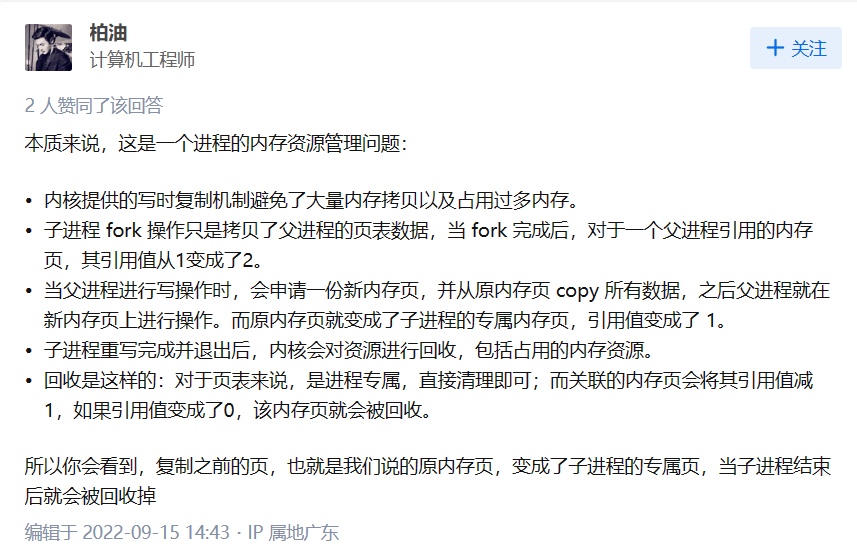 柏油
计算机工程师
+ 关注
2 人赞同了该回答
本质来说，这是一个进程的内存资源管理问题：
• 内核提供的写时复制机制避免了大量内存拷贝以及占用过多内存。
• 子进程 fork 操作只是拷贝了父进程的页表数据，当 fork 完成后，对于一个父进程引用的内存
页，其引用值从1变成了2。
• 当父进程进行写操作时，会申请一份新内存页，并从原内存页 copy 所有数据，之后父进程就在
新内存页上进行操作。而原内存页就变成了子进程的专属内存页，引用值变成了 1。
• 子进程重写完成并退出后，内核会对资源进行回收，包括占用的内存资源。
• 回收是这样的：对于页表来说，是进程专属，直接清理即可；而关联的内存页会将其引用值减
1，如果引用值变成了0，该内存页就会被回收。
所以你会看到，复制之前的页，也就是我们说的原内存页，变成了子进程的专属页，当子进程结束
后就会被回收掉
编辑于 2022-09-15 14:43 · IP 属地广东